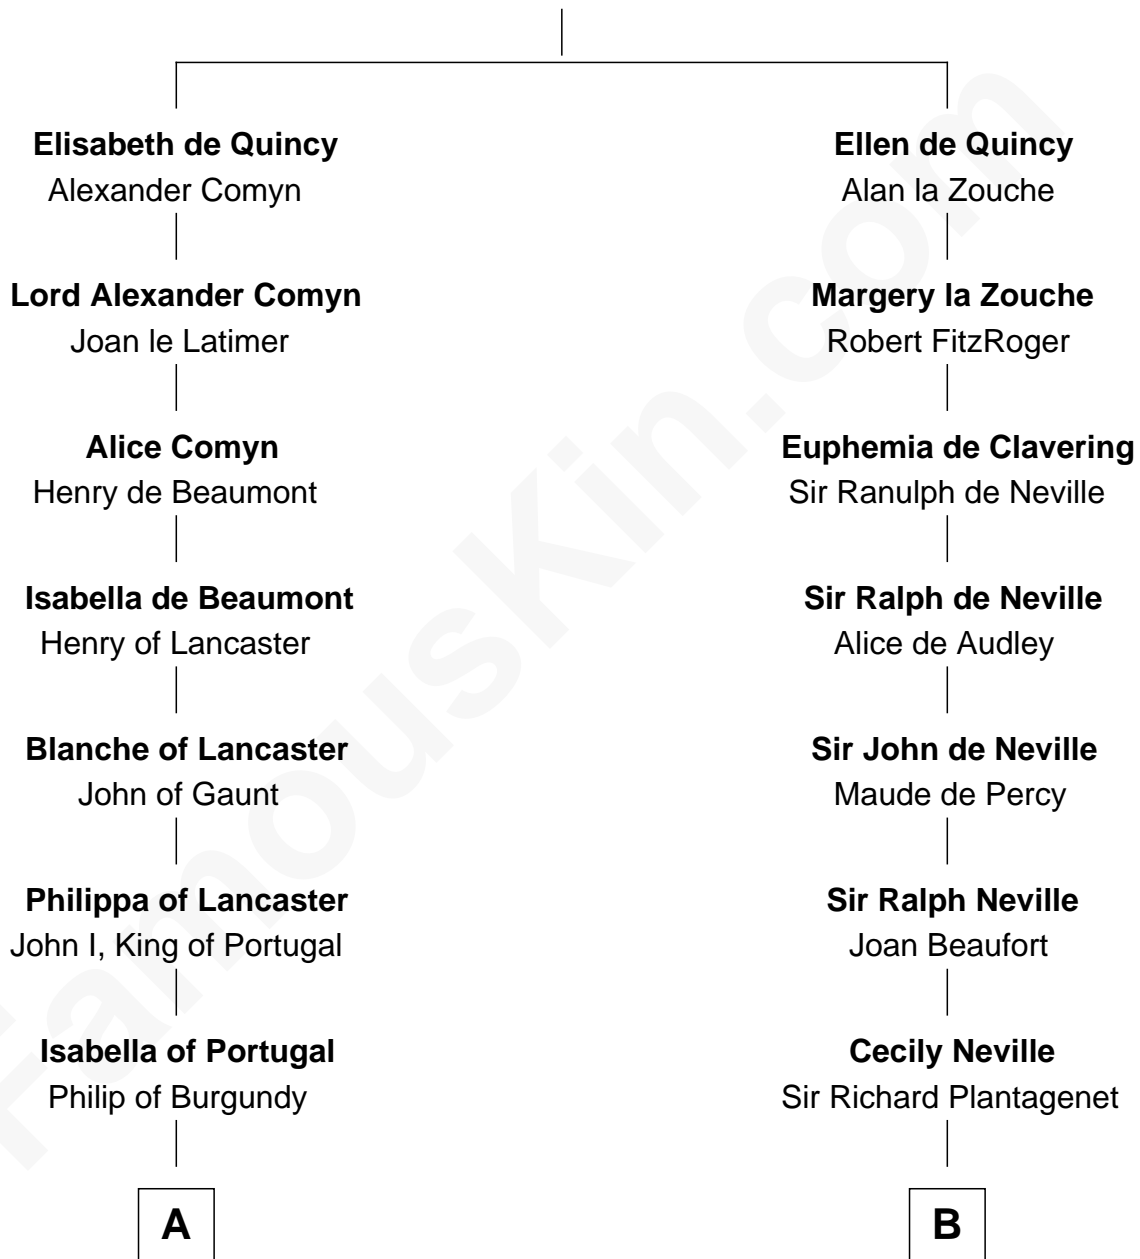 Elisabeth de Quincy
Alexander Comyn
Lord Alexander Comyn
Joan le Latimer
Alice Comyn
Henry de Beaumont
Isabella de Beaumont
Henry of Lancaster
Blanche of Lancaster
John of Gaunt
Philippa of Lancaster
John I, King of Portugal
Isabella of Portugal
Philip of Burgundy
A
Ellen de Quincy
Alan la Zouche
Margery la Zouche
Robert FitzRoger
Euphemia de Clavering
Sir Ranulph de Neville
Sir Ralph de Neville
Alice de Audley
Sir John de Neville
Maude de Percy
Sir Ralph Neville
Joan Beaufort
Cecily Neville
Sir Richard Plantagenet
B
FamousKin.com